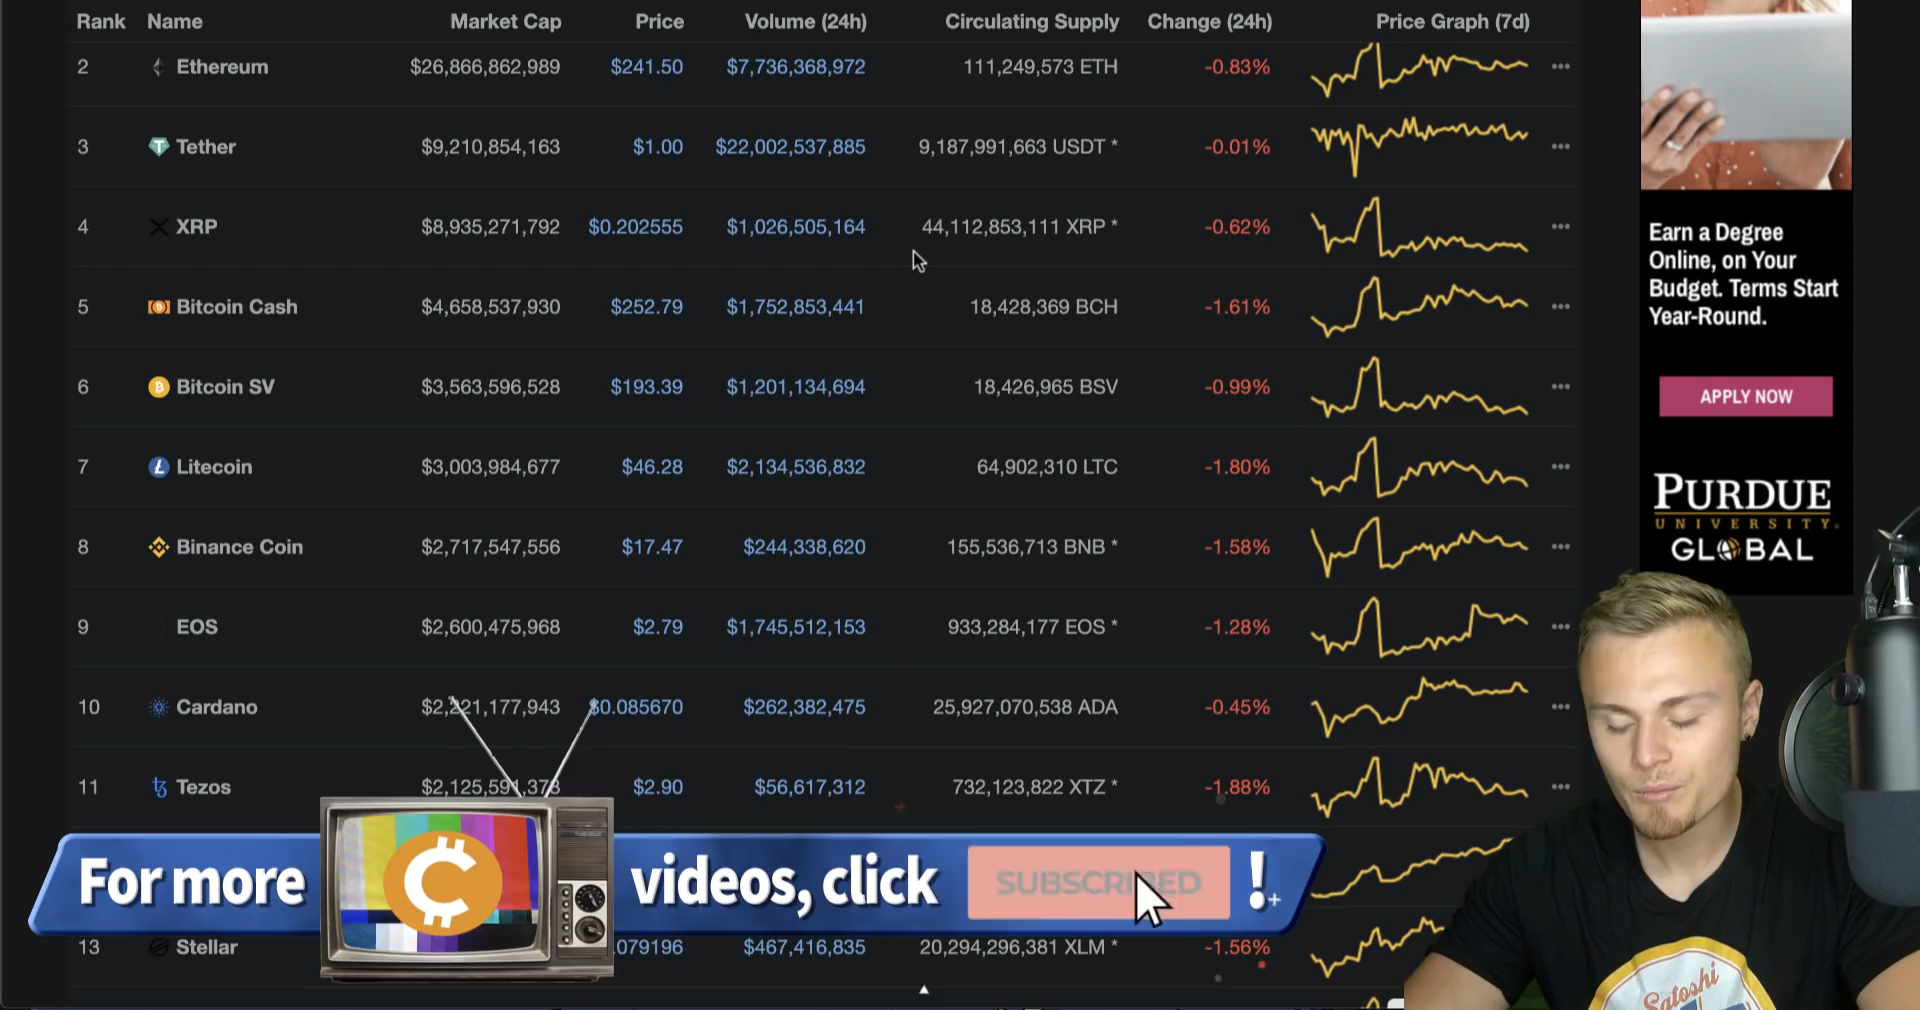 Rank Name Market Cap Price Volume (24h) Circulating Supply Change (24h) Price Graph (7d)
2 Ethereum $26,866,862,989 $241.50 $7,736,368,972 111,249,573 ETH -0.83%
3 Tether $9,210,854,163 $1.00 $22,002,537,885 9,187,991,663 USDT * -0.01%
4 XRP $8,935,271,792 $0.202555 $1,026,505,164 44,112,853,111 XRP * -0.62%
5 Bitcoin Cash $4,658,537,930 $252.79 $1,752,853,441 18,428,369 BCH -1.61%
6 Bitcoin SV $3,563,596,528 $193.39 $1,201,134,694 18,426,965 BSV -0.99%
7 Litecoin $3,003,984,677 $46.28 $2,134,536,832 64,902,310 LTC -1.80%
8 Binance Coin $2,717,547,556 $17.47 $244,338,620 155,536,713 BNB * -1.58%
9 EOS $2,600,475,968 $2.79 $1,745,512,153 933,284,177 EOS * -1.28%
10 Cardano $2,221,177,943 $0.085670 $262,382,475 25,927,070,538 ADA -0.45%
11 Tezos $2,125,591,378 $2.90 $56,617,312 732,123,822 XTZ * -1.88%
For more videos, click SUBSCRIBED !
13 Stellar .079196 $467,416,835 20,294,296,381 XLM * -1.56%
Earn a Degree
Online, on Your
Budget. Terms Start
Year-Round.
APPLY NOW
PURDUE
UNIVERSITY
GLOBAL
Satoshi